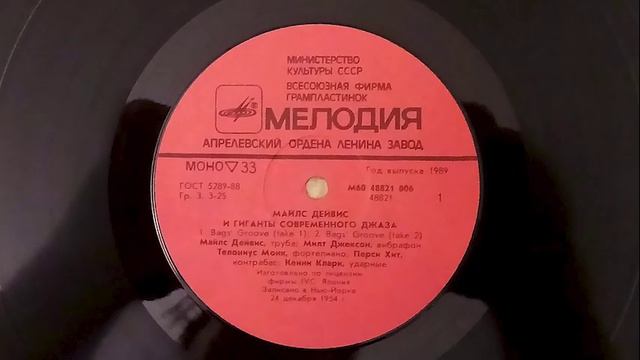 МИНИСТЕРСТВО
КУЛЬТУРЫ СССР
ВСЕСОЮЗНАЯ ФИРМА
ГРАМПЛАСТИНОК
МЕЛОДИЯ
АПРЕЛЕВСКИЙ ОРДЕНА ЛЕНИНА ЗАВОД
МОНО ▽ 33
Год выпуска 1989
ГОСТ 5289-88
Гр. 3. 3-25
М60 48821 006
48821
1
МАЙЛС ДЕЙВИС
И ГИГАНТЫ СОВРЕМЕННОГО ДЖАЗА
1. Bags' Groove (take 1); 2. Bags' Groove (take 2)
Майлс Дейвис, труба; Милт Джексон, вибрафон
Телониус Монк, фортепиано, Перси Хит,
контрабас; Кенни Кларк, ударные
Изготовлено по лицензии
фирмы JVC Япония
Записано в Нью-Йорке
24 декабря 1954 г.